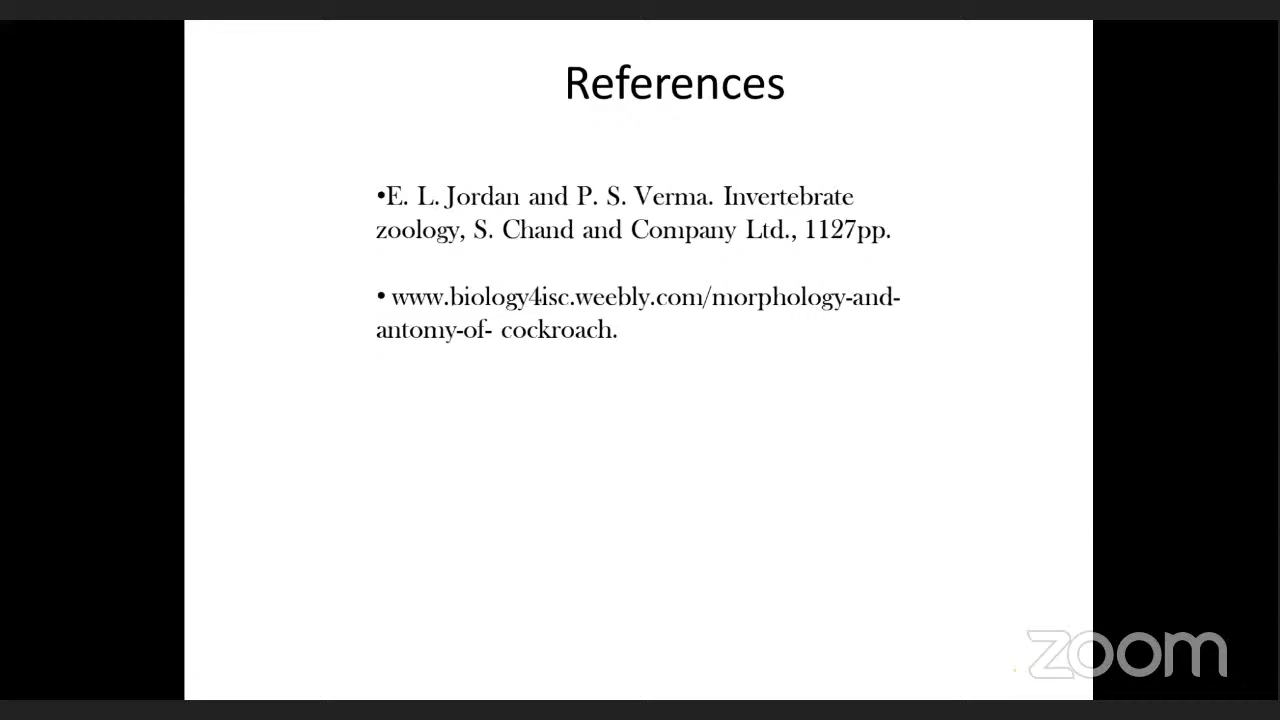 References
•E. L. Jordan and P. S. Verma. Invertebrate
zoology, S. Chand and Company Ltd., 1127pp.
• www.biology4isc.weebly.com/morphology-and-
antomy-of- cockroach.
zoom